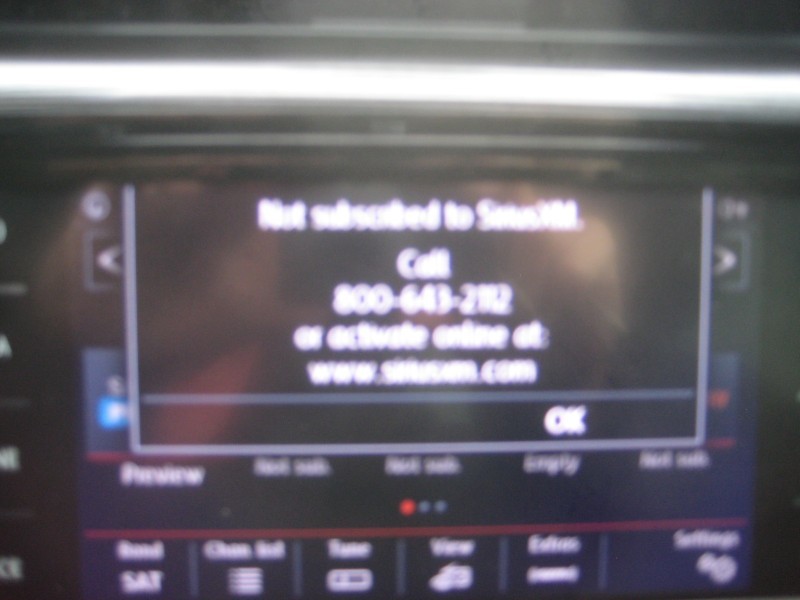 Not subscribed to SiriusXM.
Call
800-643-2112
or activate online at:
www.siriusxm.com
OK
Preview Not sub. Not sub. Empty Not sub.
Band Chan. list Tune View Extras Settings
SAT